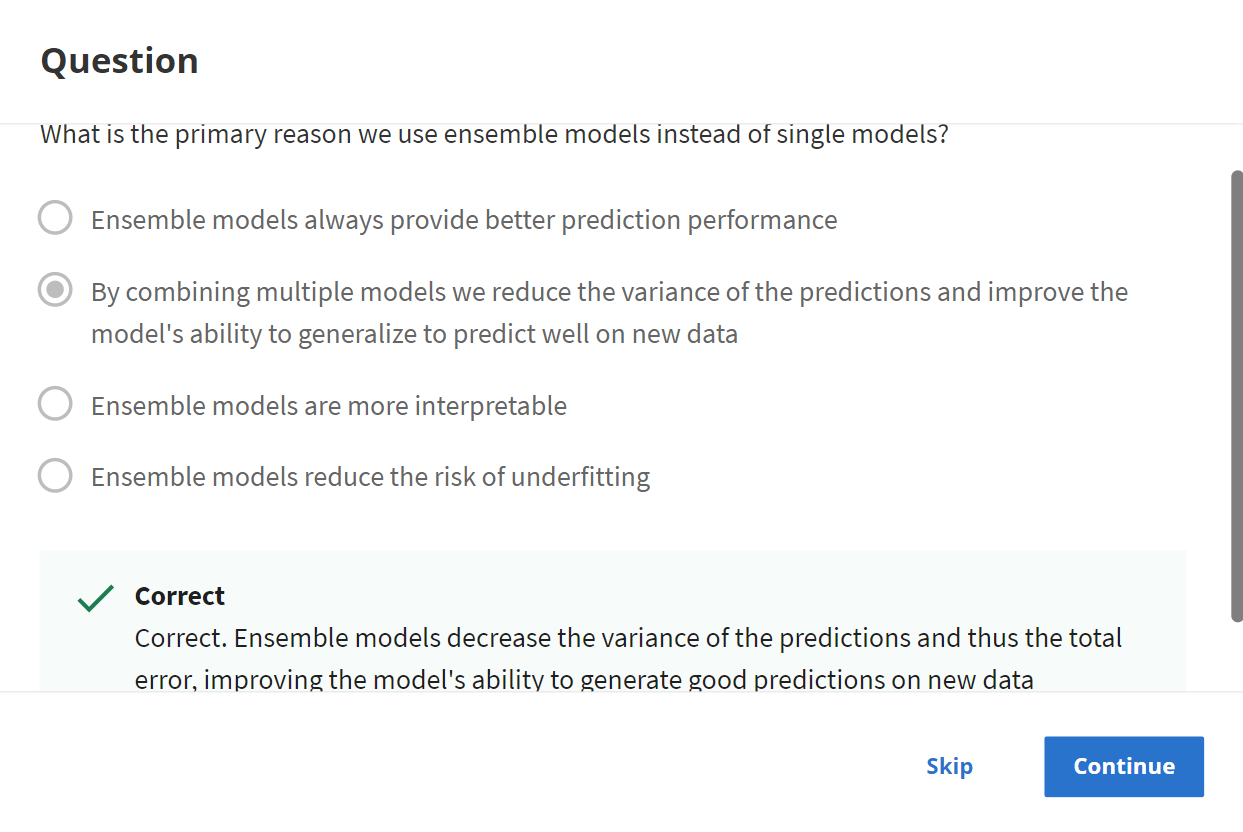 Question
What is the primary reason we use ensemble models instead of single models?
Ensemble models always provide better prediction performance
By combining multiple models we reduce the variance of the predictions and improve the
model's ability to generalize to predict well on new data
Ensemble models are more interpretable
Ensemble models reduce the risk of underfitting
Correct
Correct. Ensemble models decrease the variance of the predictions and thus the total
error, improving the model's ability to generate good predictions on new data
Skip
Continue